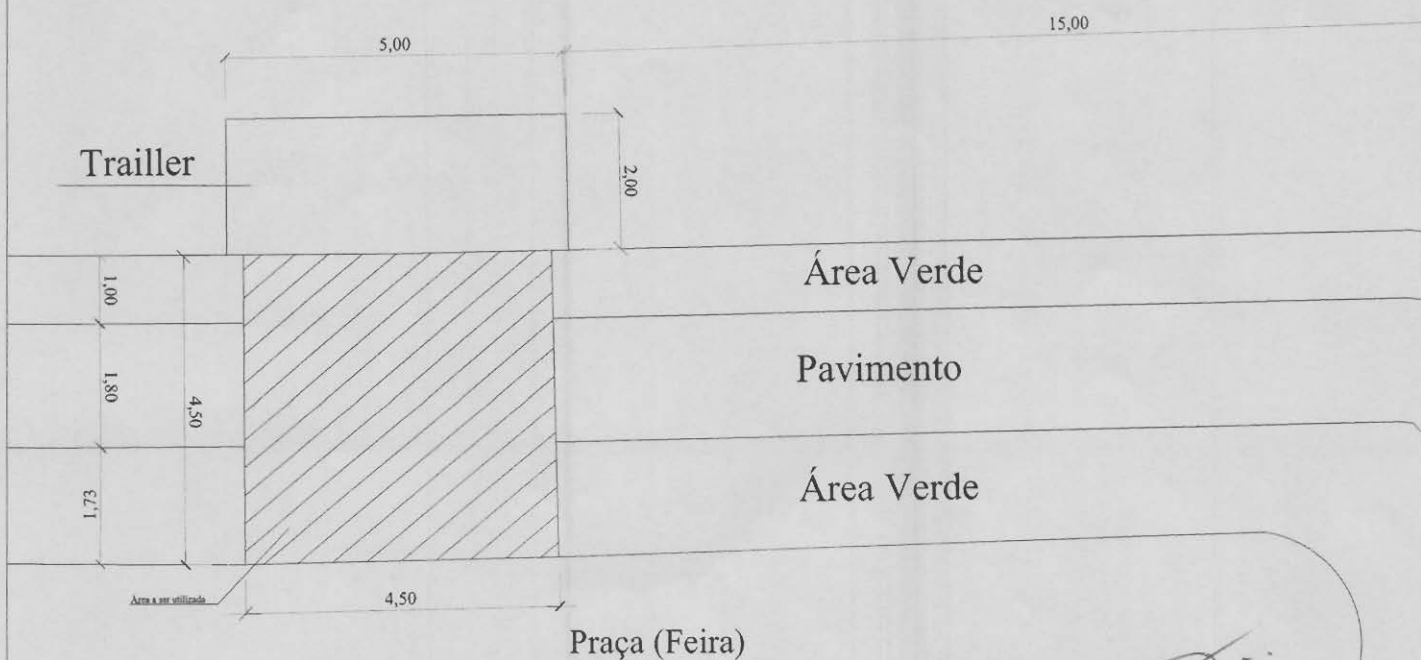 5,00
15,00
Trailler
2,00
Área Verde
1,00
Pavimento
1,80
4,50
Área Verde
1,73
Área a ser utilizada
4,50
Praça (Feira)